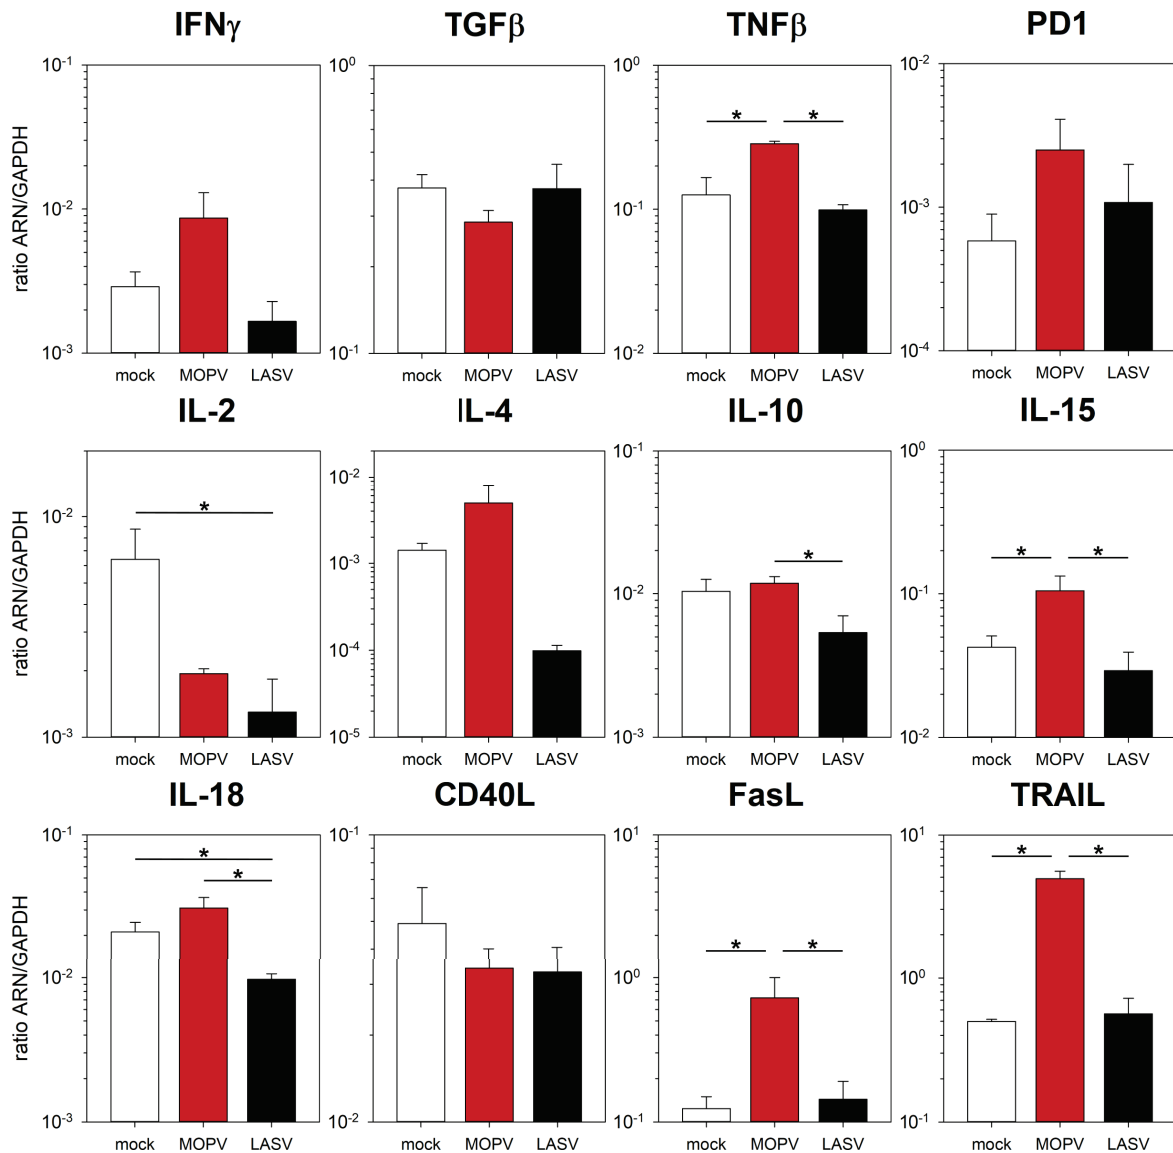 IFNγ TGFβ TNFβ PD1
ratio ARN/GAPDH
10⁻¹ 10⁰ 10⁰ 10⁻²
* *
10⁻² 10⁻¹ 10⁻³
10⁻³ 10⁻¹ 10⁻² 10⁻⁴
mock MOPV LASV mock MOPV LASV mock MOPV LASV mock MOPV LASV
IL-2 IL-4 IL-10 IL-15
ratio ARN/GAPDH
10⁻² 10⁻¹ 10⁰
10⁻² 10⁻³ 10⁻² 10⁻¹
* * * *
10⁻⁴
10⁻³ 10⁻⁵ 10⁻³ 10⁻²
mock MOPV LASV mock MOPV LASV mock MOPV LASV mock MOPV LASV
IL-18 CD40L FasL TRAIL
ratio ARN/GAPDH
10⁻¹ 10⁻¹ 10¹ 10¹
* * *
*
* *
10⁻² 10⁰ 10⁰
10⁻³ 10⁻² 10⁻¹ 10⁻¹
mock MOPV LASV mock MOPV LASV mock MOPV LASV mock MOPV LASV